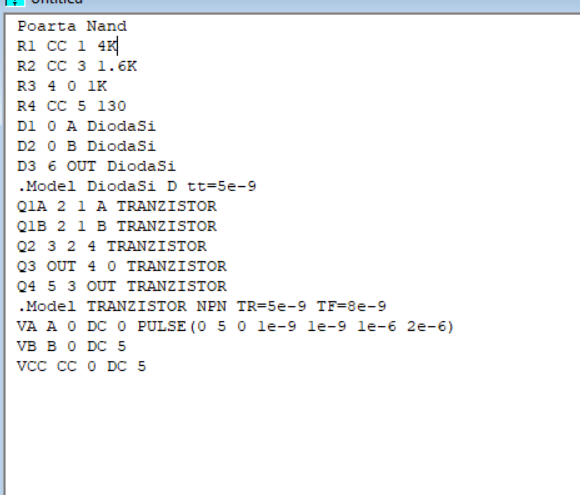 Untitled
Poarta Nand
R1 CC 1 4K
R2 CC 3 1.6K
R3 4 0 1K
R4 CC 5 130
D1 0 A DiodaSi
D2 0 B DiodaSi
D3 6 OUT DiodaSi
.Model DiodaSi D tt=5e-9
Q1A 2 1 A TRANZISTOR
Q1B 2 1 B TRANZISTOR
Q2 3 2 4 TRANZISTOR
Q3 OUT 4 0 TRANZISTOR
Q4 5 3 OUT TRANZISTOR
.Model TRANZISTOR NPN TR=5e-9 TF=8e-9
VA A 0 DC 0 PULSE(0 5 0 1e-9 1e-9 1e-6 2e-6)
VB B 0 DC 5
VCC CC 0 DC 5